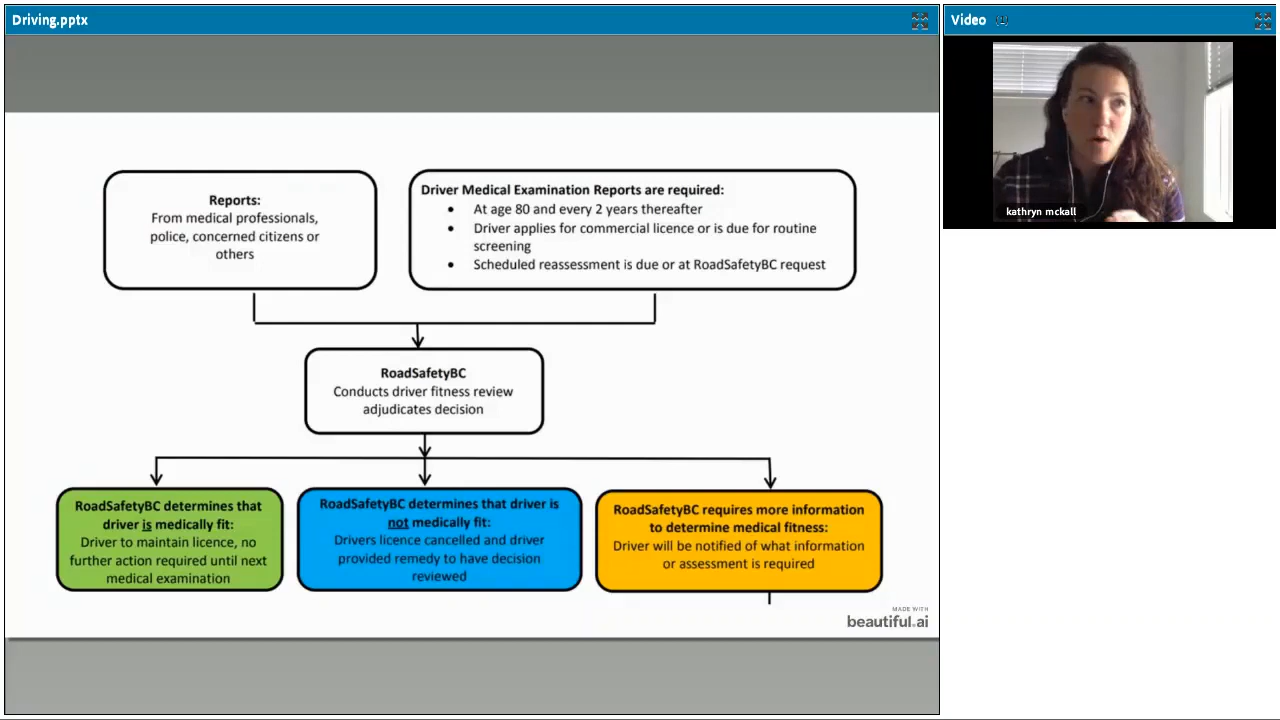 Driving.pptx
Video (1)
kathryn mckall
Reports:
From medical professionals,
police, concerned citizens or
others
Driver Medical Examination Reports are required:
• At age 80 and every 2 years thereafter
• Driver applies for commercial licence or is due for routine
screening
• Scheduled reassessment is due or at RoadSafetyBC request
RoadSafetyBC
Conducts driver fitness review
adjudicates decision
RoadSafetyBC determines that
driver is medically fit:
Driver to maintain licence, no
further action required until next
medical examination
RoadSafetyBC determines that driver is
not medically fit:
Drivers licence cancelled and driver
provided remedy to have decision
reviewed
RoadSafetyBC requires more information
to determine medical fitness:
Driver will be notified of what information
or assessment is required
MADE WITH
beautiful.ai